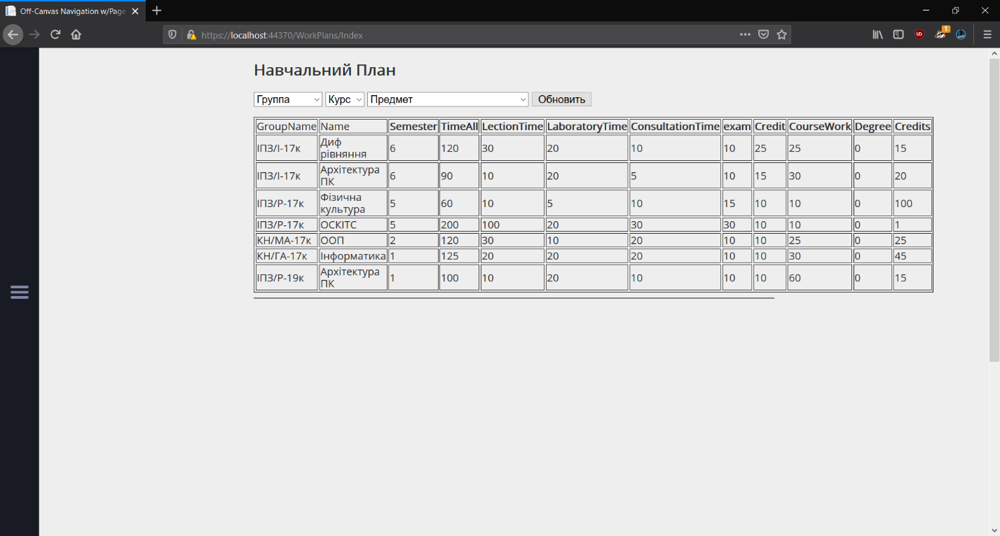 Off-Canvas Navigation w/Page
https://localhost:44370/WorkPlans/Index
1
Навчальний План
Группа Курс Предмет Обновить
GroupName Name Semester TimeAll LectionTime LaboratoryTime ConsultationTime exam Credit CourseWork Degree Credits
ІПЗ/І-17к Диф рівняння 6 120 30 20 10 10 25 25 0 15
ІПЗ/І-17к Архітектура ПК 6 90 10 20 5 10 15 30 0 20
ІПЗ/Р-17к Фізична культура 5 60 10 5 10 15 10 10 0 100
ІПЗ/Р-17к ОСКІТС 5 200 100 20 30 30 10 10 0 1
КН/МА-17к ООП 2 120 30 10 20 10 10 25 0 25
КН/ГА-17к Інформатика 1 125 20 20 20 10 10 30 0 45
ІПЗ/Р-19к Архітектура ПК 1 100 10 20 10 10 10 60 0 15